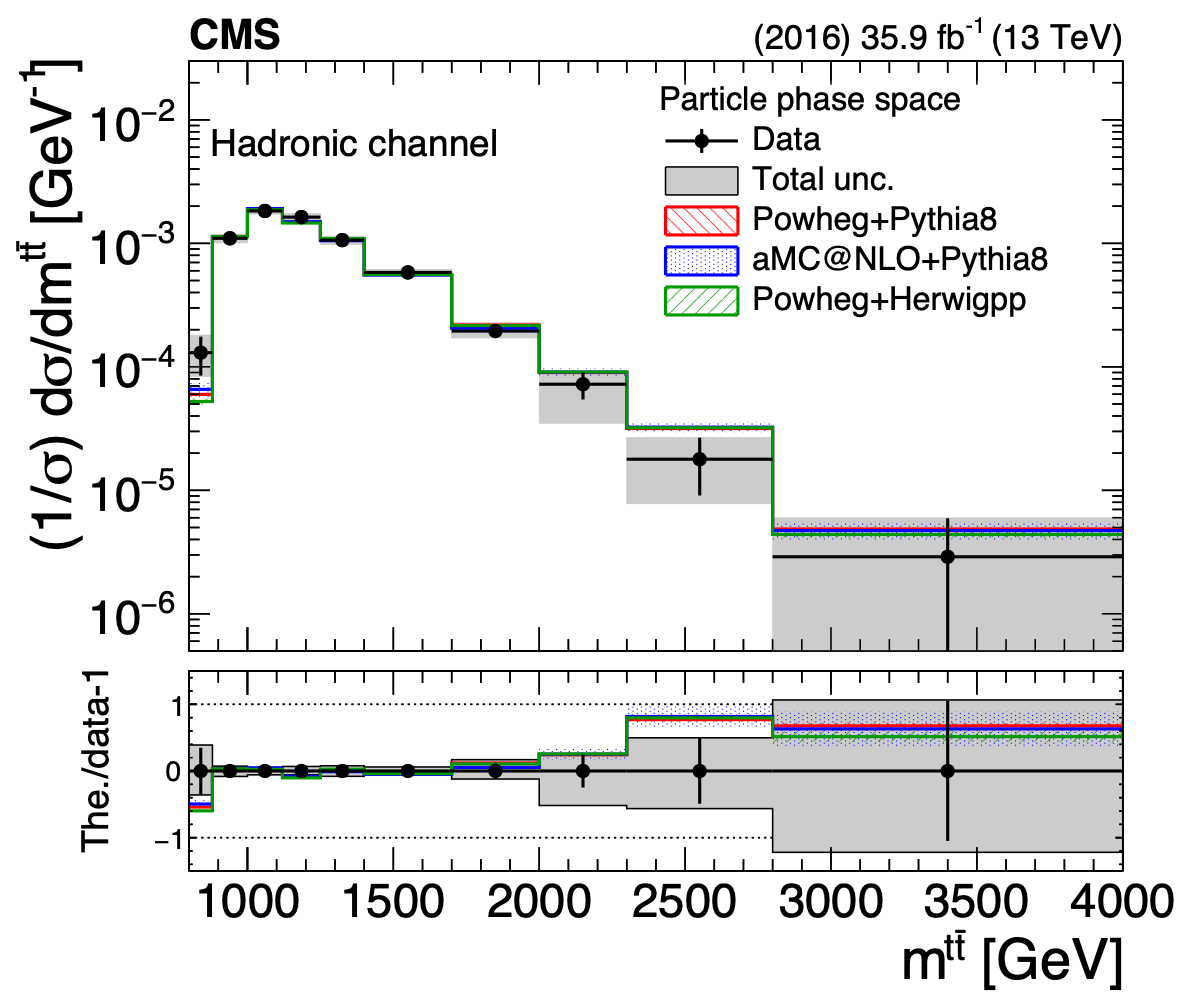 CMS (2016) 35.9 fb⁻¹ (13 TeV)
(1/σ) dσ/dm^{tt̄} [GeV⁻¹]
10⁻²
10⁻³
10⁻⁴
10⁻⁵
10⁻⁶
Hadronic channel
Particle phase space
Data
Total unc.
Powheg+Pythia8
aMC@NLO+Pythia8
Powheg+Herwigpp
The./data-1
1
0
−1
1000 1500 2000 2500 3000 3500 4000
m^{tt̄} [GeV]